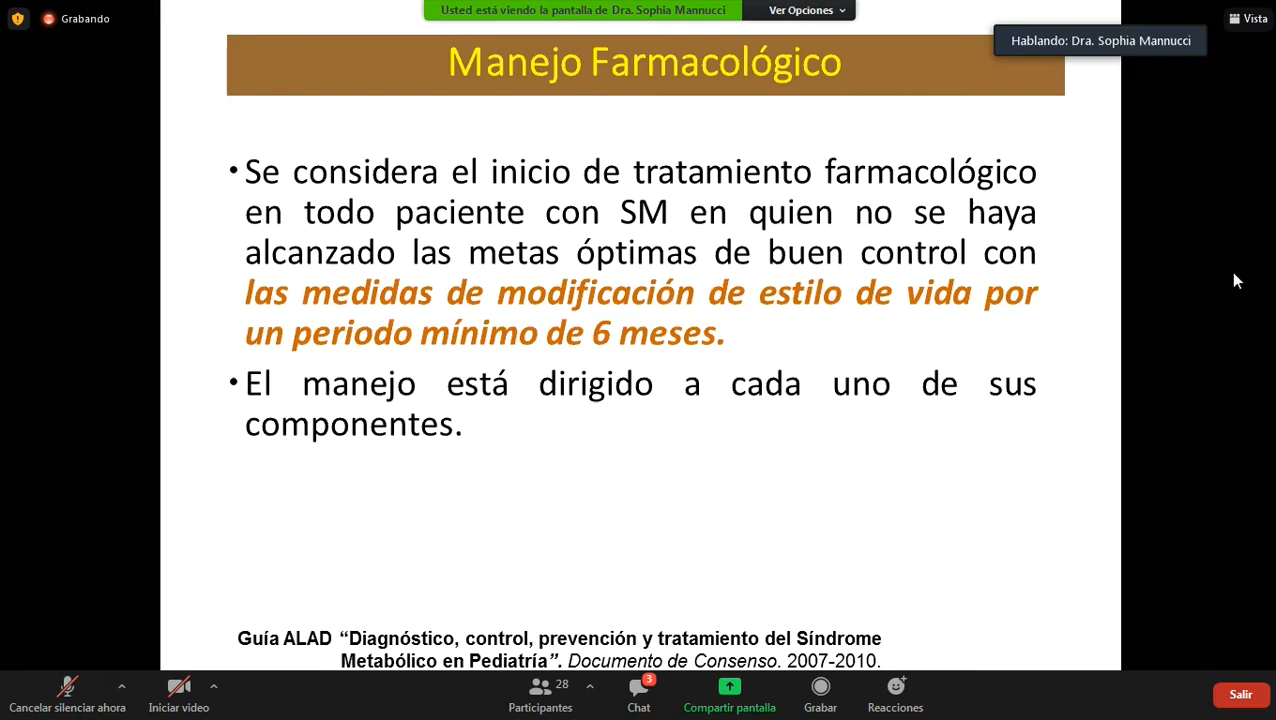 Grabando
Usted está viendo la pantalla de Dra. Sophia Mannucci
Ver Opciones
Vista
Hablando: Dra. Sophia Mannucci
Manejo Farmacológico
• Se considera el inicio de tratamiento farmacológico
en todo paciente con SM en quien no se haya
alcanzado las metas óptimas de buen control con
las medidas de modificación de estilo de vida por
un periodo mínimo de 6 meses.
• El manejo está dirigido a cada uno de sus
componentes.
Guía ALAD “Diagnóstico, control, prevención y tratamiento del Síndrome
Metabólico en Pediatría”. Documento de Consenso. 2007-2010.
28
3
Cancelar silenciar ahora
Iniciar video
Participantes
Chat
Compartir pantalla
Grabar
Reacciones
Salir